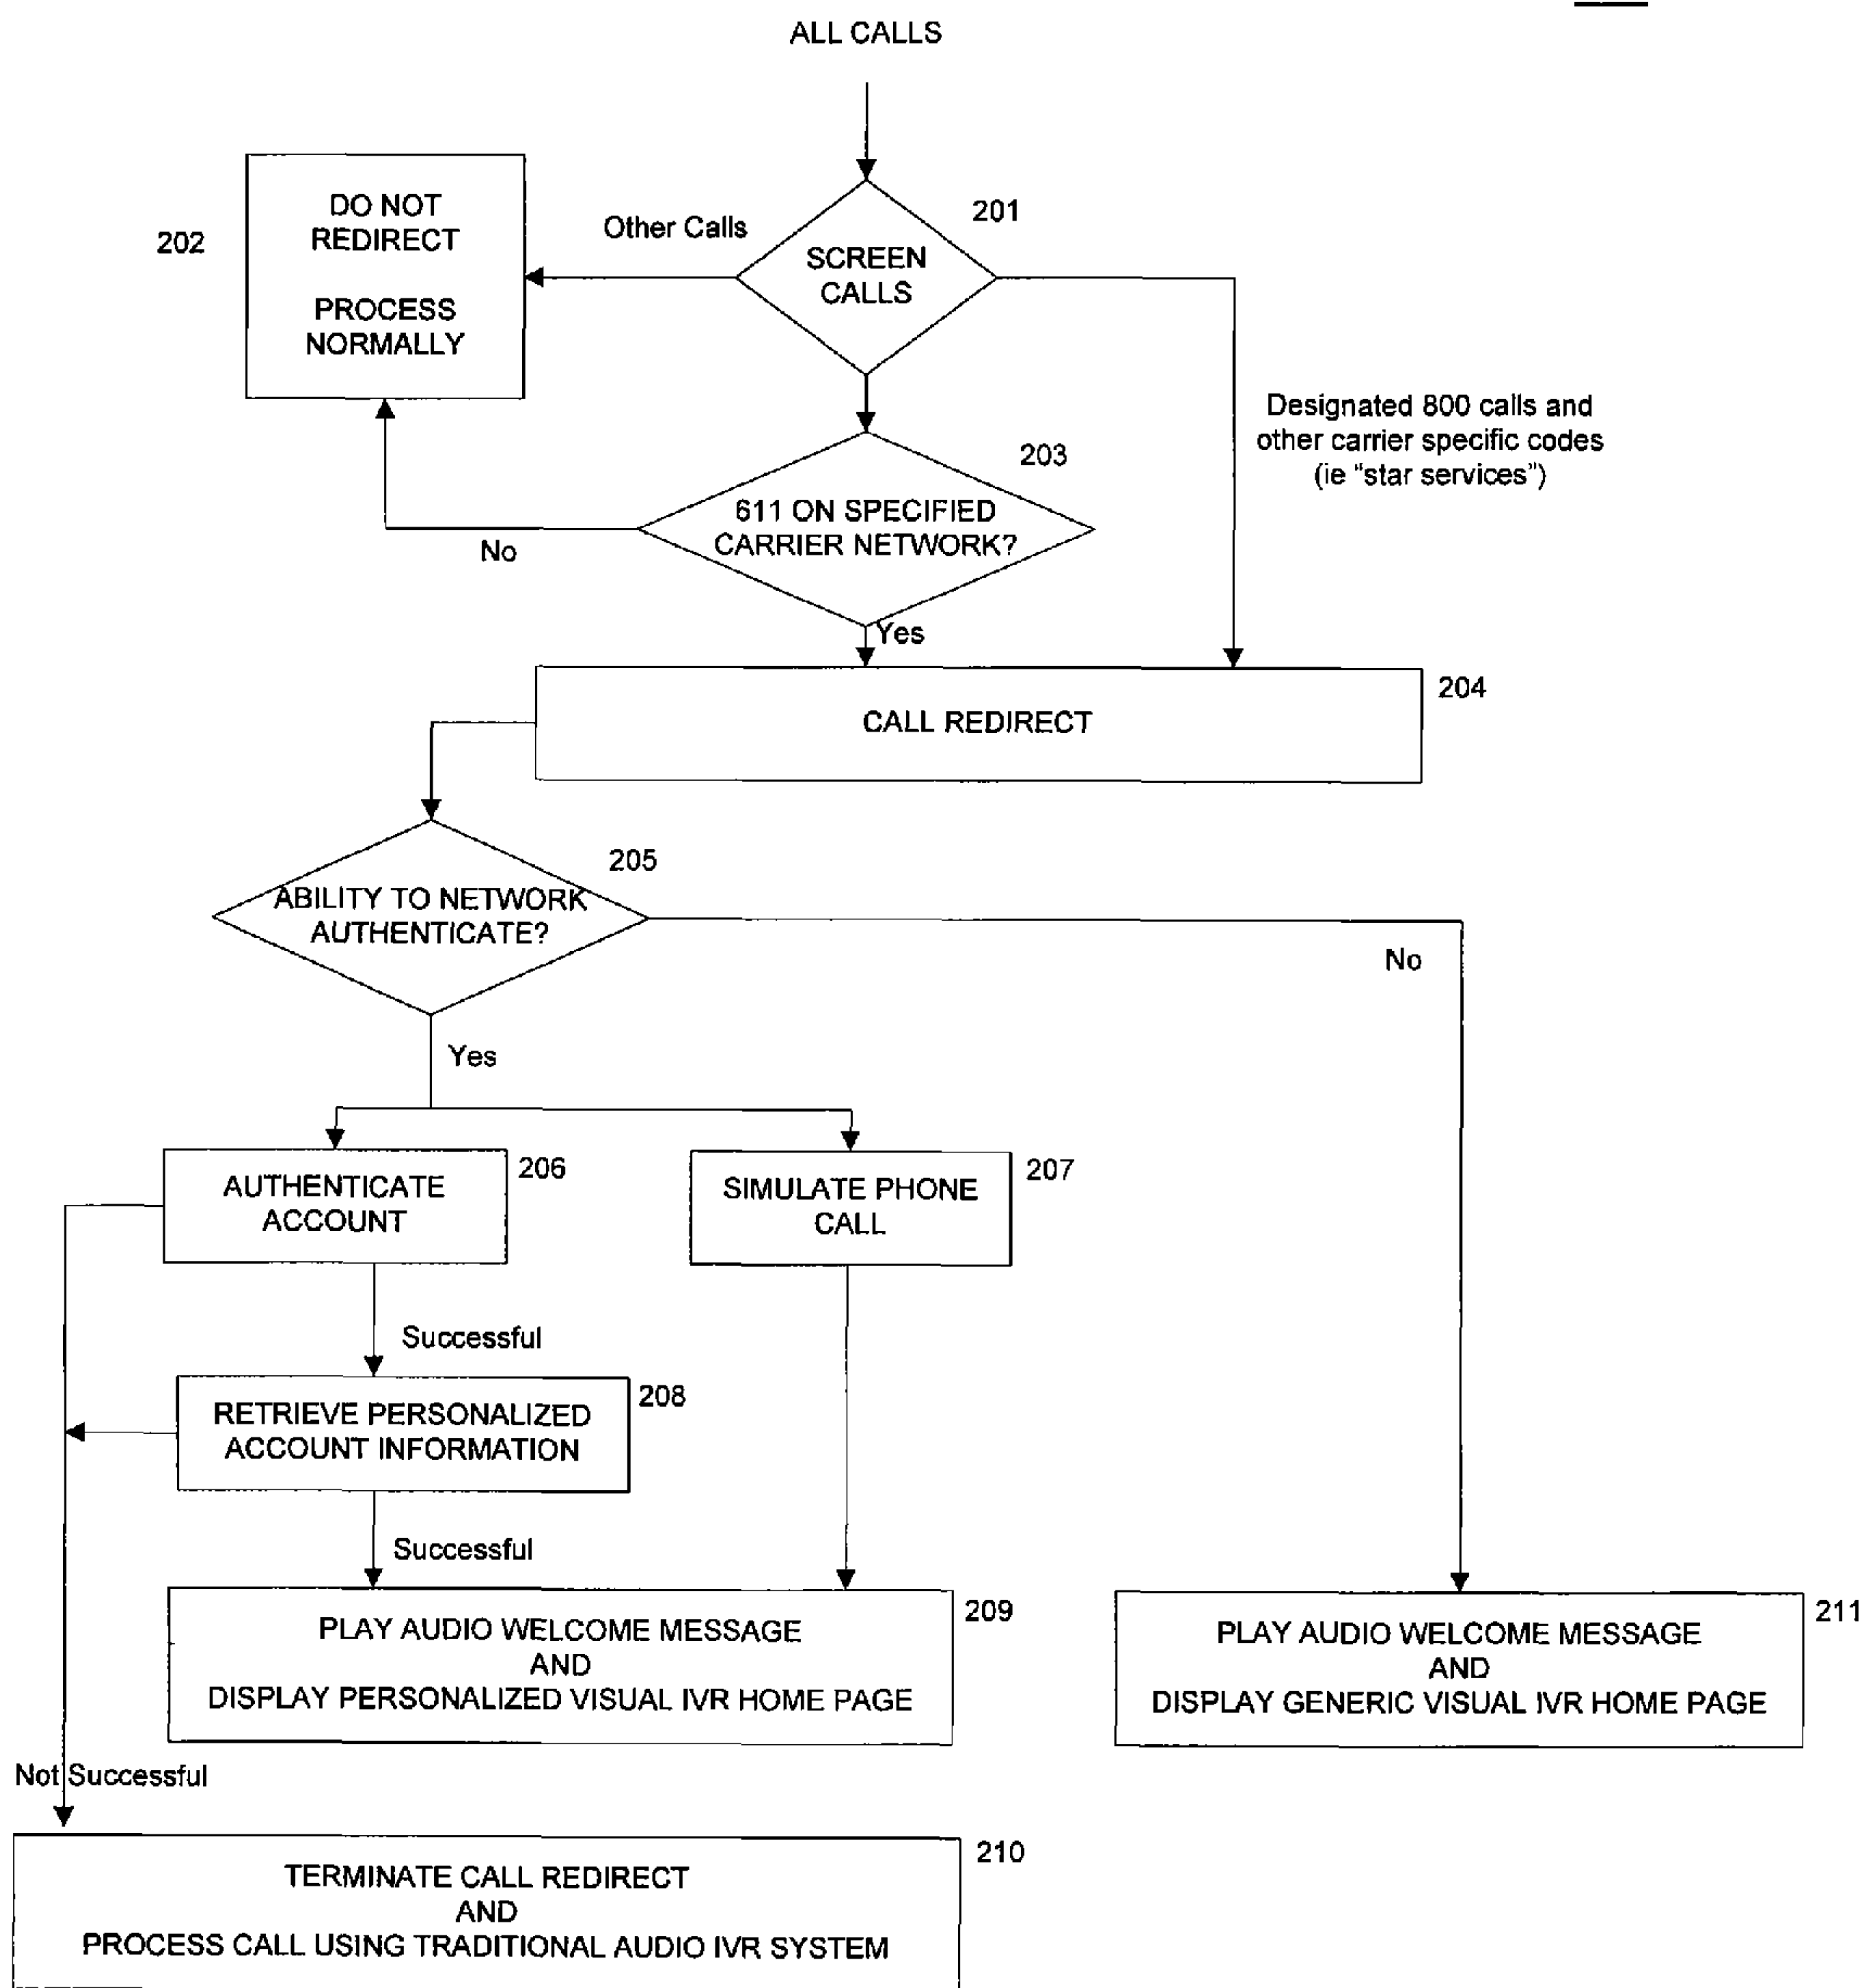 ALL CALLS
201
SCREEN
CALLS
Other Calls
202
DO NOT
REDIRECT
PROCESS
NORMALLY
Designated 800 calls and
other carrier specific codes
(ie "star services")
203
611 ON SPECIFIED
CARRIER NETWORK?
No
Yes
204
CALL REDIRECT
205
ABILITY TO NETWORK
AUTHENTICATE?
No
Yes
206
AUTHENTICATE
ACCOUNT
SIMULATE PHONE
CALL
207
Successful
208
RETRIEVE PERSONALIZED
ACCOUNT INFORMATION
Successful
209
PLAY AUDIO WELCOME MESSAGE
AND
DISPLAY PERSONALIZED VISUAL IVR HOME PAGE
211
PLAY AUDIO WELCOME MESSAGE
AND
DISPLAY GENERIC VISUAL IVR HOME PAGE
Not Successful
210
TERMINATE CALL REDIRECT
AND
PROCESS CALL USING TRADITIONAL AUDIO IVR SYSTEM